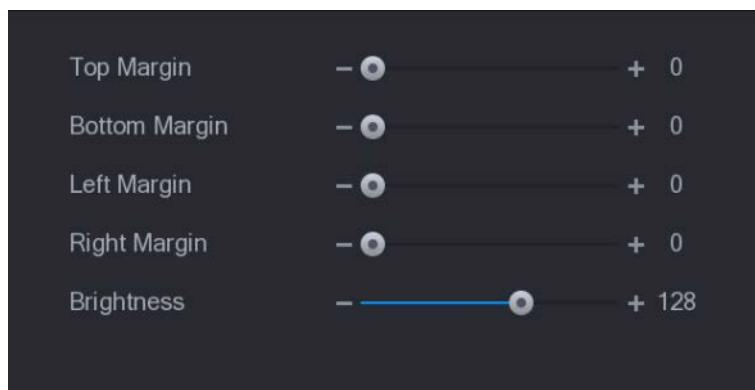 Top Margin − + 0
Bottom Margin − + 0
Left Margin − + 0
Right Margin − + 0
Brightness − + 128